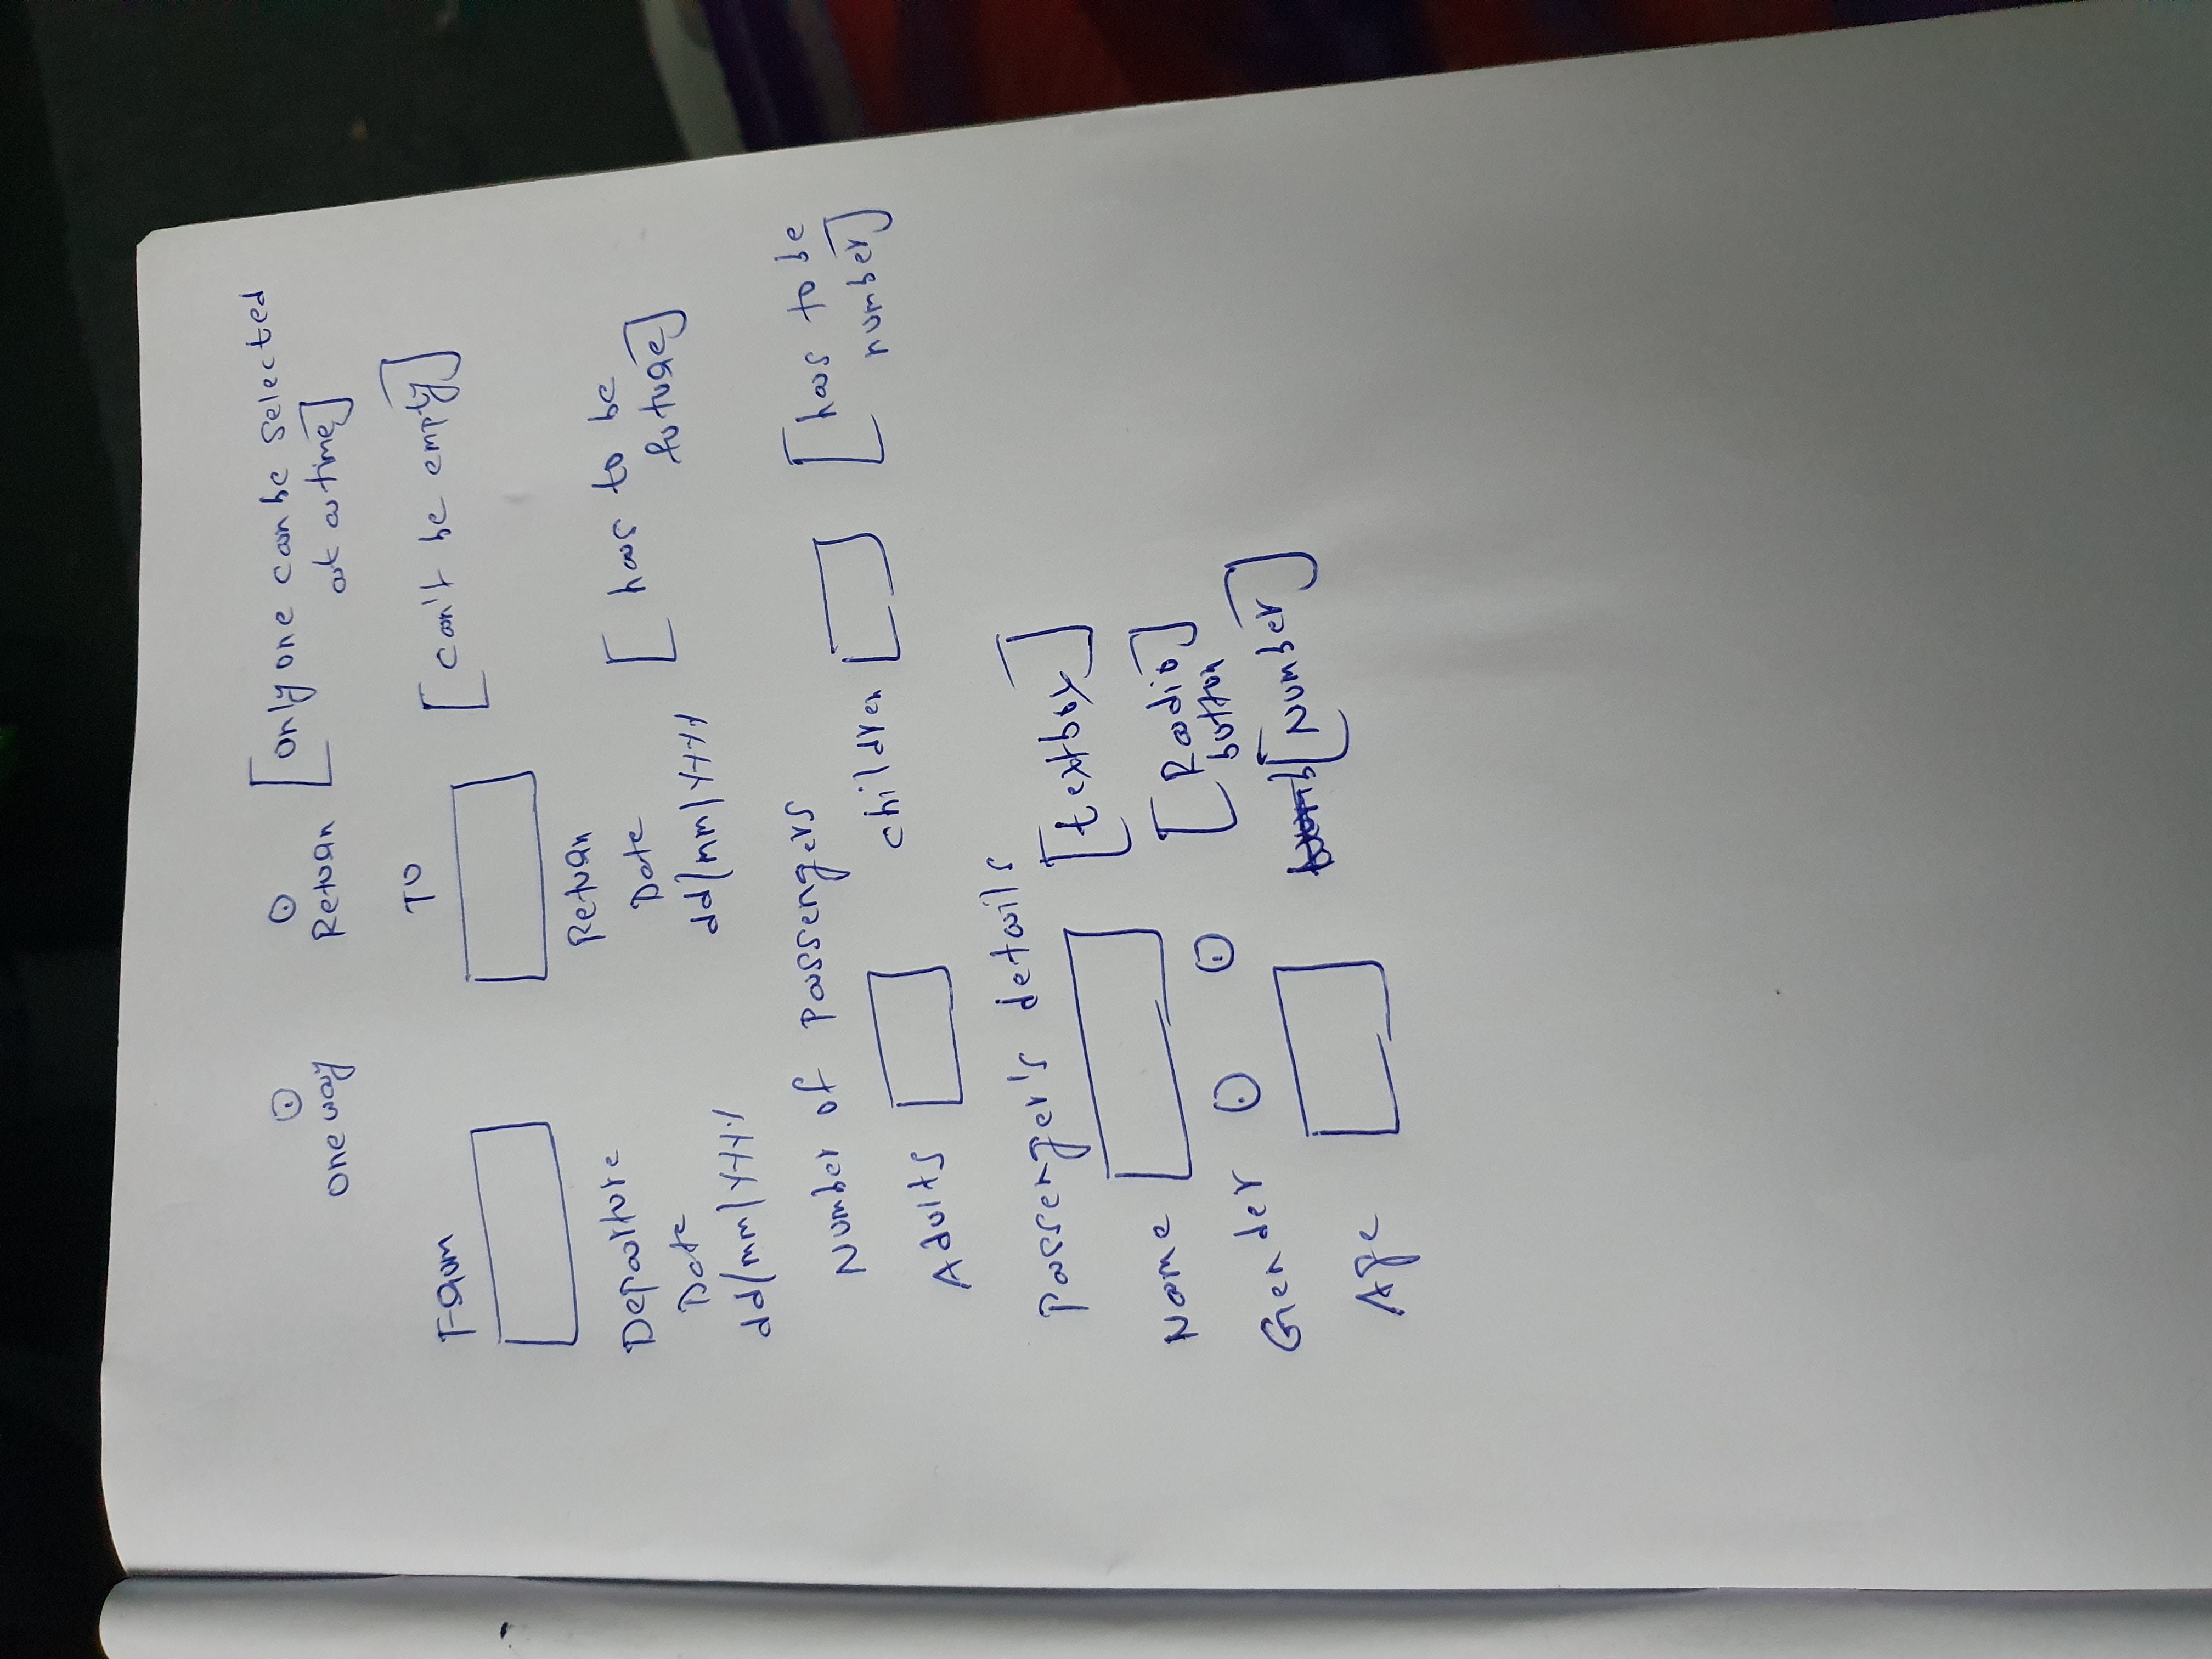 one way Return [only one can be selected
at a time]
From TO [can't be empty]
Departure Return [has to be
Date Date future]
dd/mm/yyyy dd/mm/yyyy
Number of passengers
Adults children [has to be
number]
Passenger's details
Name [textbox]
Gender [Radio
button]
Age [Number]